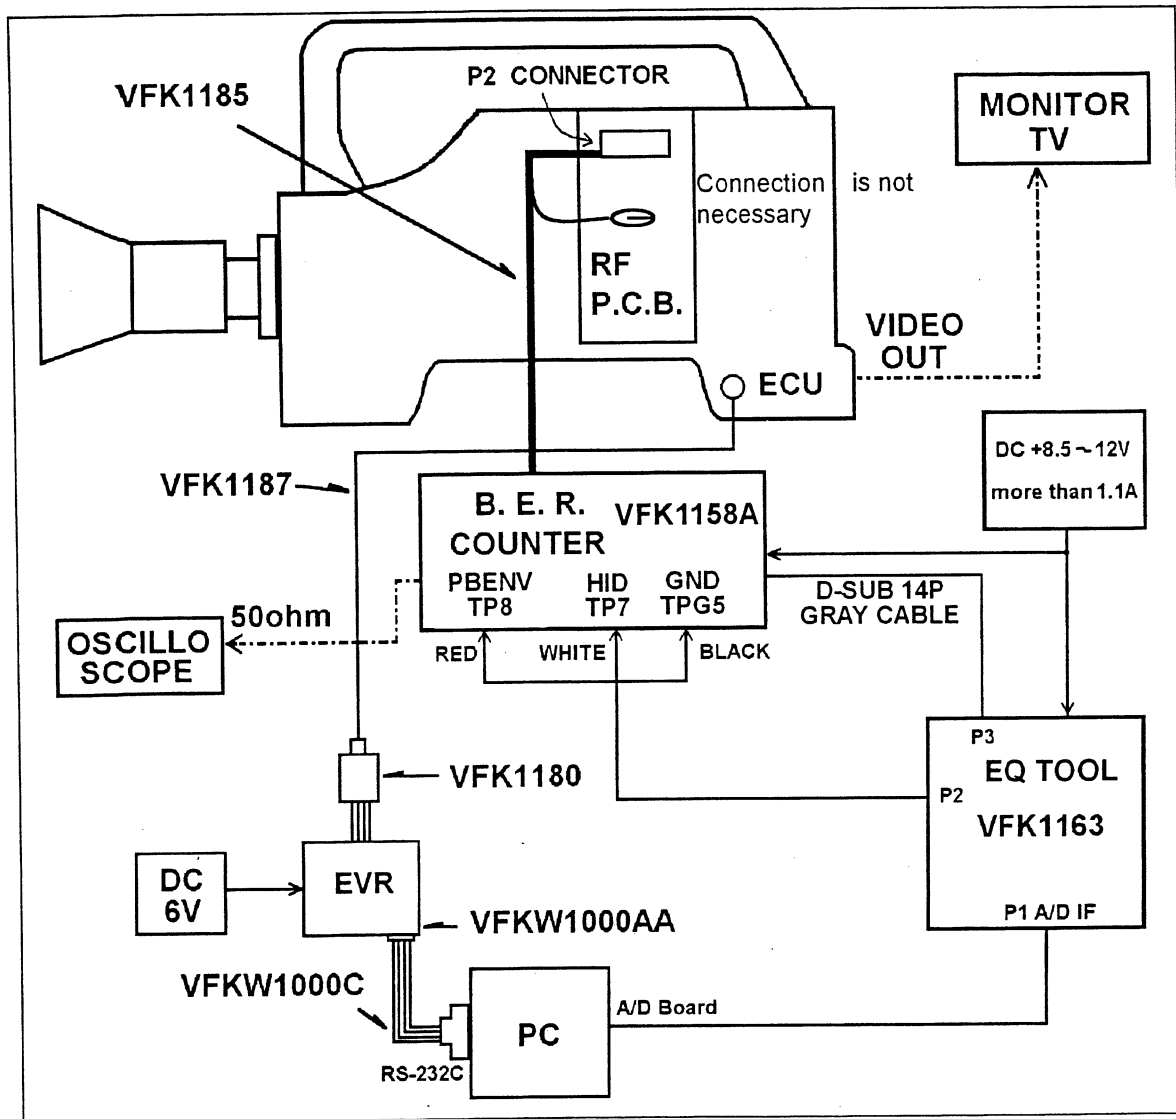 P2 CONNECTOR
VFK1185
MONITOR
TV
Connection is not
necessary
RF
P.C.B.
VIDEO
OUT
ECU
DC +8.5~12V
more than 1.1A
VFK1187
B. E. R.
COUNTER
VFK1158A
PBENV
TP8
HID
TP7
GND
TPG5
D-SUB 14P
GRAY CABLE
50ohm
OSCILLO
SCOPE
RED
WHITE
BLACK
P3
EQ TOOL
P2
VFK1163
P1 A/D IF
VFK1180
DC
6V
EVR
VFKW1000AA
VFKW1000C
PC
A/D Board
RS-232C